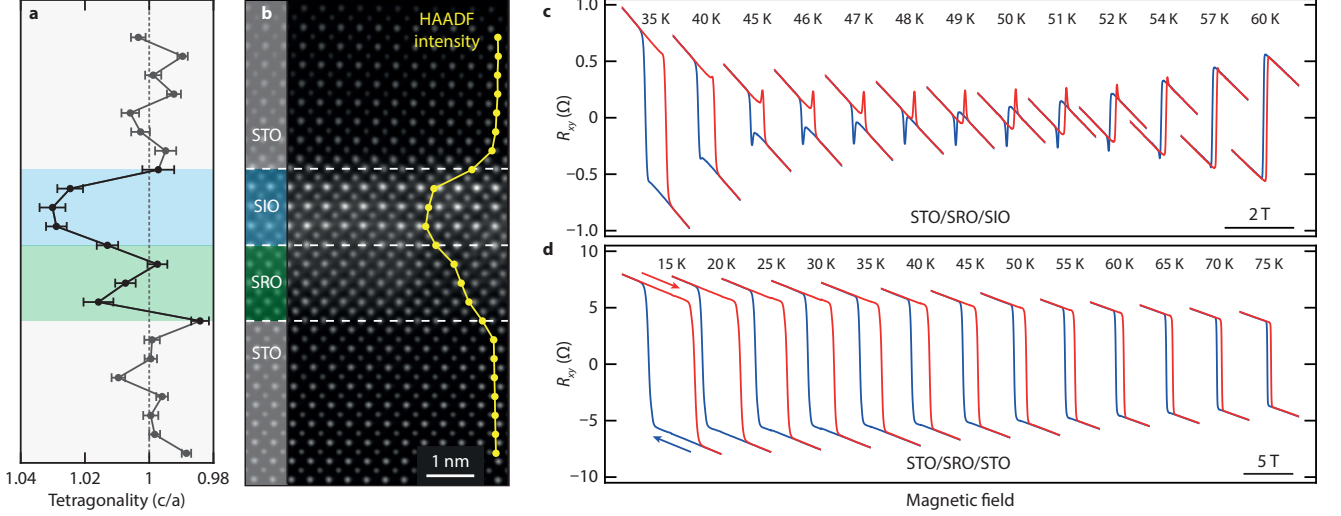 a
1.04
1.02
1
0.98
Tetragonality (c/a)
b
HAADF
intensity
STO
SIO
SRO
STO
1 nm
c
35 K 40 K 45 K 46 K 47 K 48 K 49 K 50 K 51 K 52 K 54 K 57 K 60 K
1.0
0.5
0
−0.5
−1.0
Rxy (Ω)
STO/SRO/SIO
2 T
d
15 K 20 K 25 K 30 K 35 K 40 K 45 K 50 K 55 K 60 K 65 K 70 K 75 K
10
5
0
−5
−10
Rxy (Ω)
STO/SRO/STO
5 T
Magnetic field